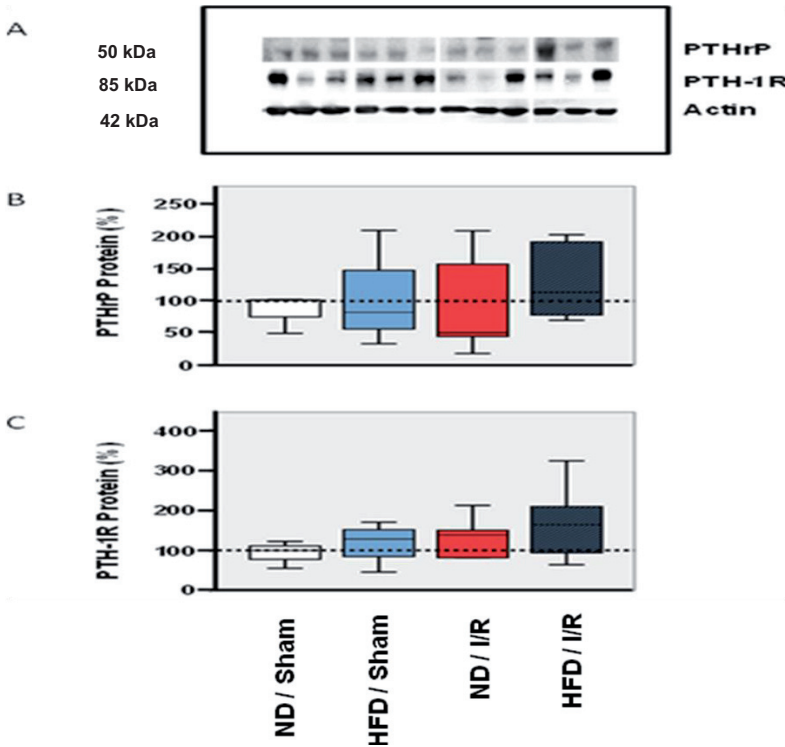 A
50 kDa PTHrP
85 kDa PTH-1R
42 kDa Actin
B
PTHrP Protein (%)
250
200
150
100
50
0
C
PTH-1R Protein (%)
400
300
200
100
0
ND / Sham
HFD / Sham
ND / I/R
HFD / I/R